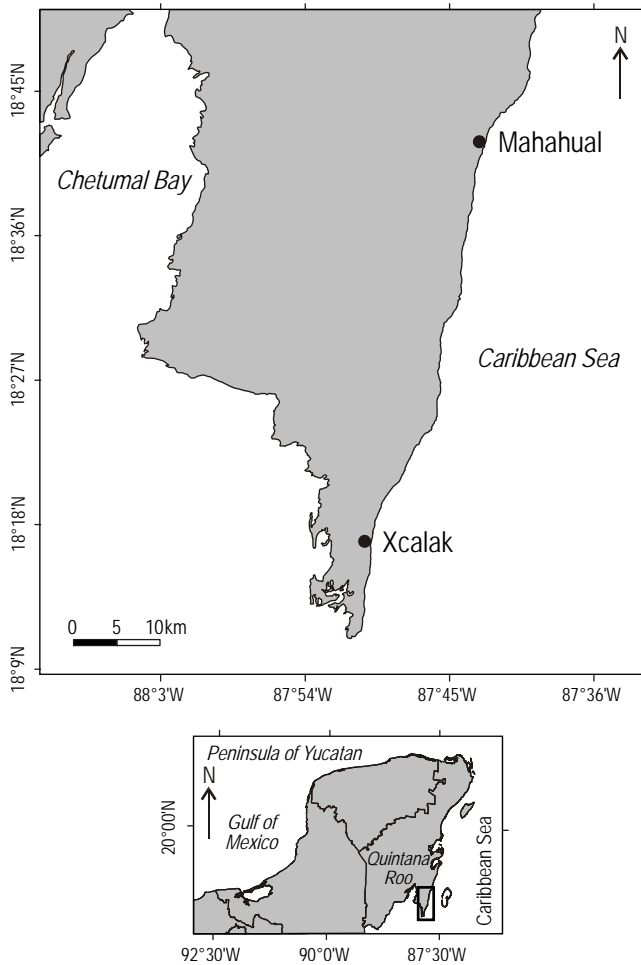 N
18°45'N
Mahahual
Chetumal Bay
18°36'N
Caribbean Sea
18°27'N
18°18'N
Xcalak
0 5 10km
18°9'N
88°3'W 87°54'W 87°45'W 87°36'W
Peninsula of Yucatan
N
20°00'N
Gulf of
Mexico
Quintana
Roo
Caribbean Sea
92°30'W 90°0'W 87°30'W